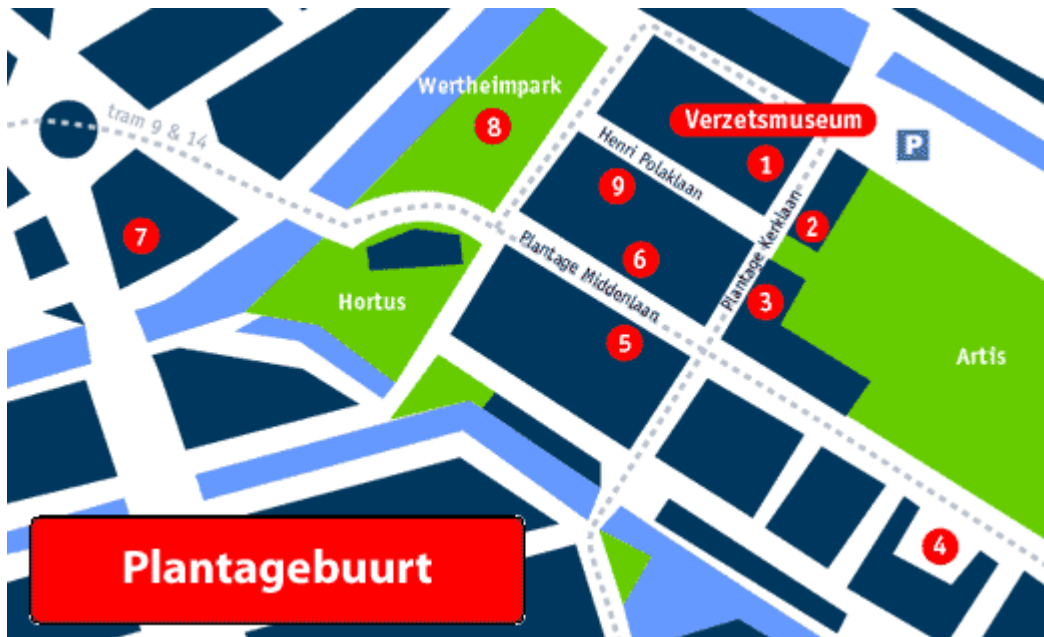 Wertheimpark
8
tram 9 & 14
Verzetsmuseum
P
Henri Polaklaan
1
9
2
7
Plantage Kerklaan
6
Plantage Middenlaan
3
Hortus
5
Artis
4
Plantagebuurt